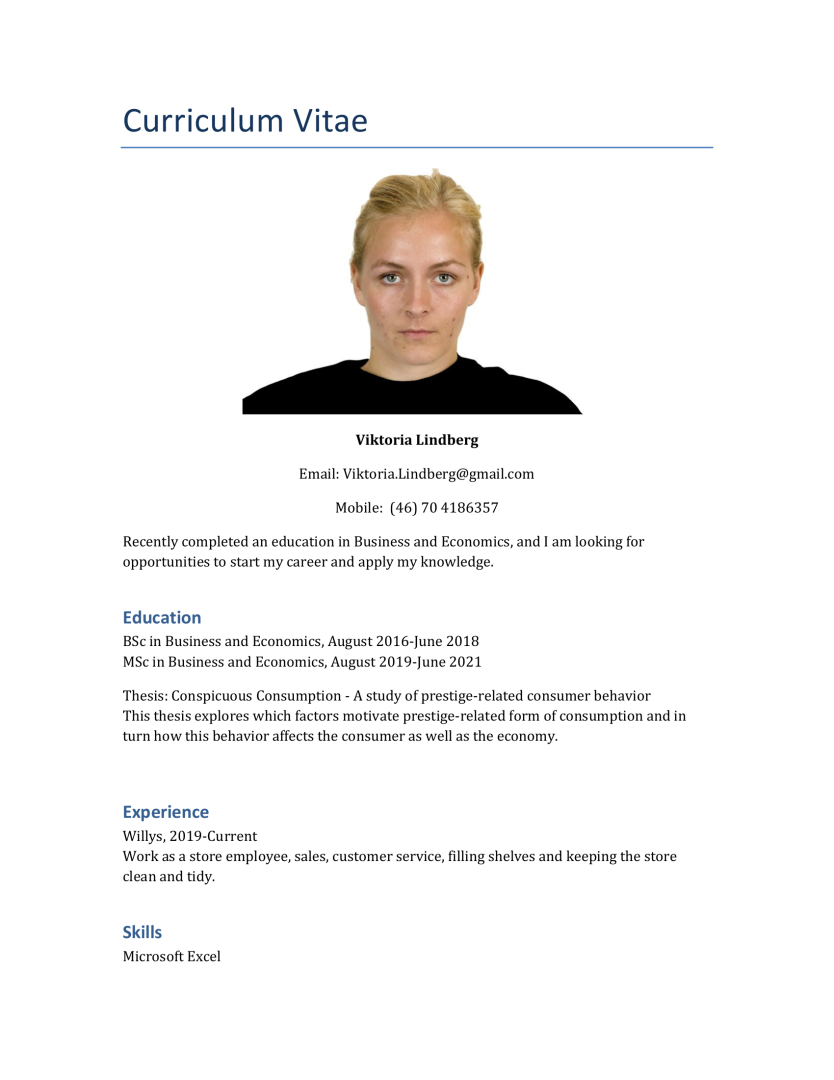 Curriculum Vitae
Viktoria Lindberg
Email: Viktoria.Lindberg@gmail.com
Mobile:  (46) 70 4186357
Recently completed an education in Business and Economics, and I am looking for
opportunities to start my career and apply my knowledge.
Education
BSc in Business and Economics, August 2016-June 2018
MSc in Business and Economics, August 2019-June 2021
Thesis: Conspicuous Consumption - A study of prestige-related consumer behavior
This thesis explores which factors motivate prestige-related form of consumption and in
turn how this behavior affects the consumer as well as the economy.
Experience
Willys, 2019-Current
Work as a store employee, sales, customer service, filling shelves and keeping the store
clean and tidy.
Skills
Microsoft Excel